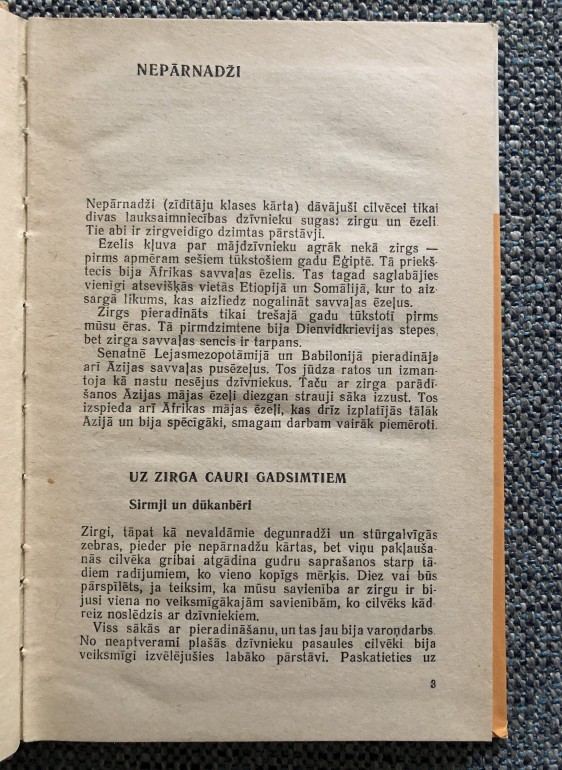 NEPĀRNADŽI
Nepārnadži (zīdītāju klases kārta) dāvājuši cilvēcei tikai
divas lauksaimniecības dzīvnieku sugas: zirgu un ēzeli.
Tie abi ir zirgveidīgo dzimtas pārstāvji.
Ēzelis kļuva par mājdzīvnieku agrāk nekā zirgs —
pirms apmēram sešiem tūkstošiem gadu Ēģiptē. Tā priekš-
tecis bija Āfrikas savvaļas ēzelis. Tas tagad saglabājies
vienīgi atsevišķās vietās Etiopijā un Somālijā, kur to aiz-
sargā likums, kas aizliedz nogalināt savvaļas ēzeļus.
Zirgs pieradināts tikai trešajā gadu tūkstotī pirms
mūsu ēras. Tā pirmdzimtene bija Dienvidkrievijas stepes,
bet zirga savvaļas sencis ir tarpans.
Senatnē Lejasmezopotāmijā un Babilonijā pieradināja
arī Āzijas savvaļas pusēzeļus. Tos jūdza ratos un izman-
toja kā nastu nesējus dzīvniekus. Taču ar zirga parādī-
šanos Āzijas mājas ēzeļi diezgan strauji sāka izzust. Tos
izspieda arī Āfrikas mājas ēzeļi, kas drīz izplatījās tālāk
Āzijā un bija spēcīgāki, smagam darbam vairāk piemēroti.
UZ ZIRGA CAURI GADSIMTIEM
Sirmji un dūkanbēri
Zirgi, tāpat kā nevaldāmie degunradži un stūrgalvīgās
zebras, pieder pie nepārnadžu kārtas, bet viņu pakļauša-
nās cilvēka gribai atgādina gudru saprašanos starp tā-
diem radījumiem, ko vieno kopīgs mērķis. Diez vai būs
pārspīlēts, ja teiksim, ka mūsu savienība ar zirgu ir bi-
jusi viena no veiksmīgākajām savienībām, ko cilvēks kād-
reiz noslēdzis ar dzīvniekiem.
Viss sākās ar pieradināšanu, un tas jau bija varoņdarbs.
No neaptverami plašās dzīvnieku pasaules cilvēki bija
veiksmīgi izvēlējušies labāko pārstāvi. Paskatieties uz
3